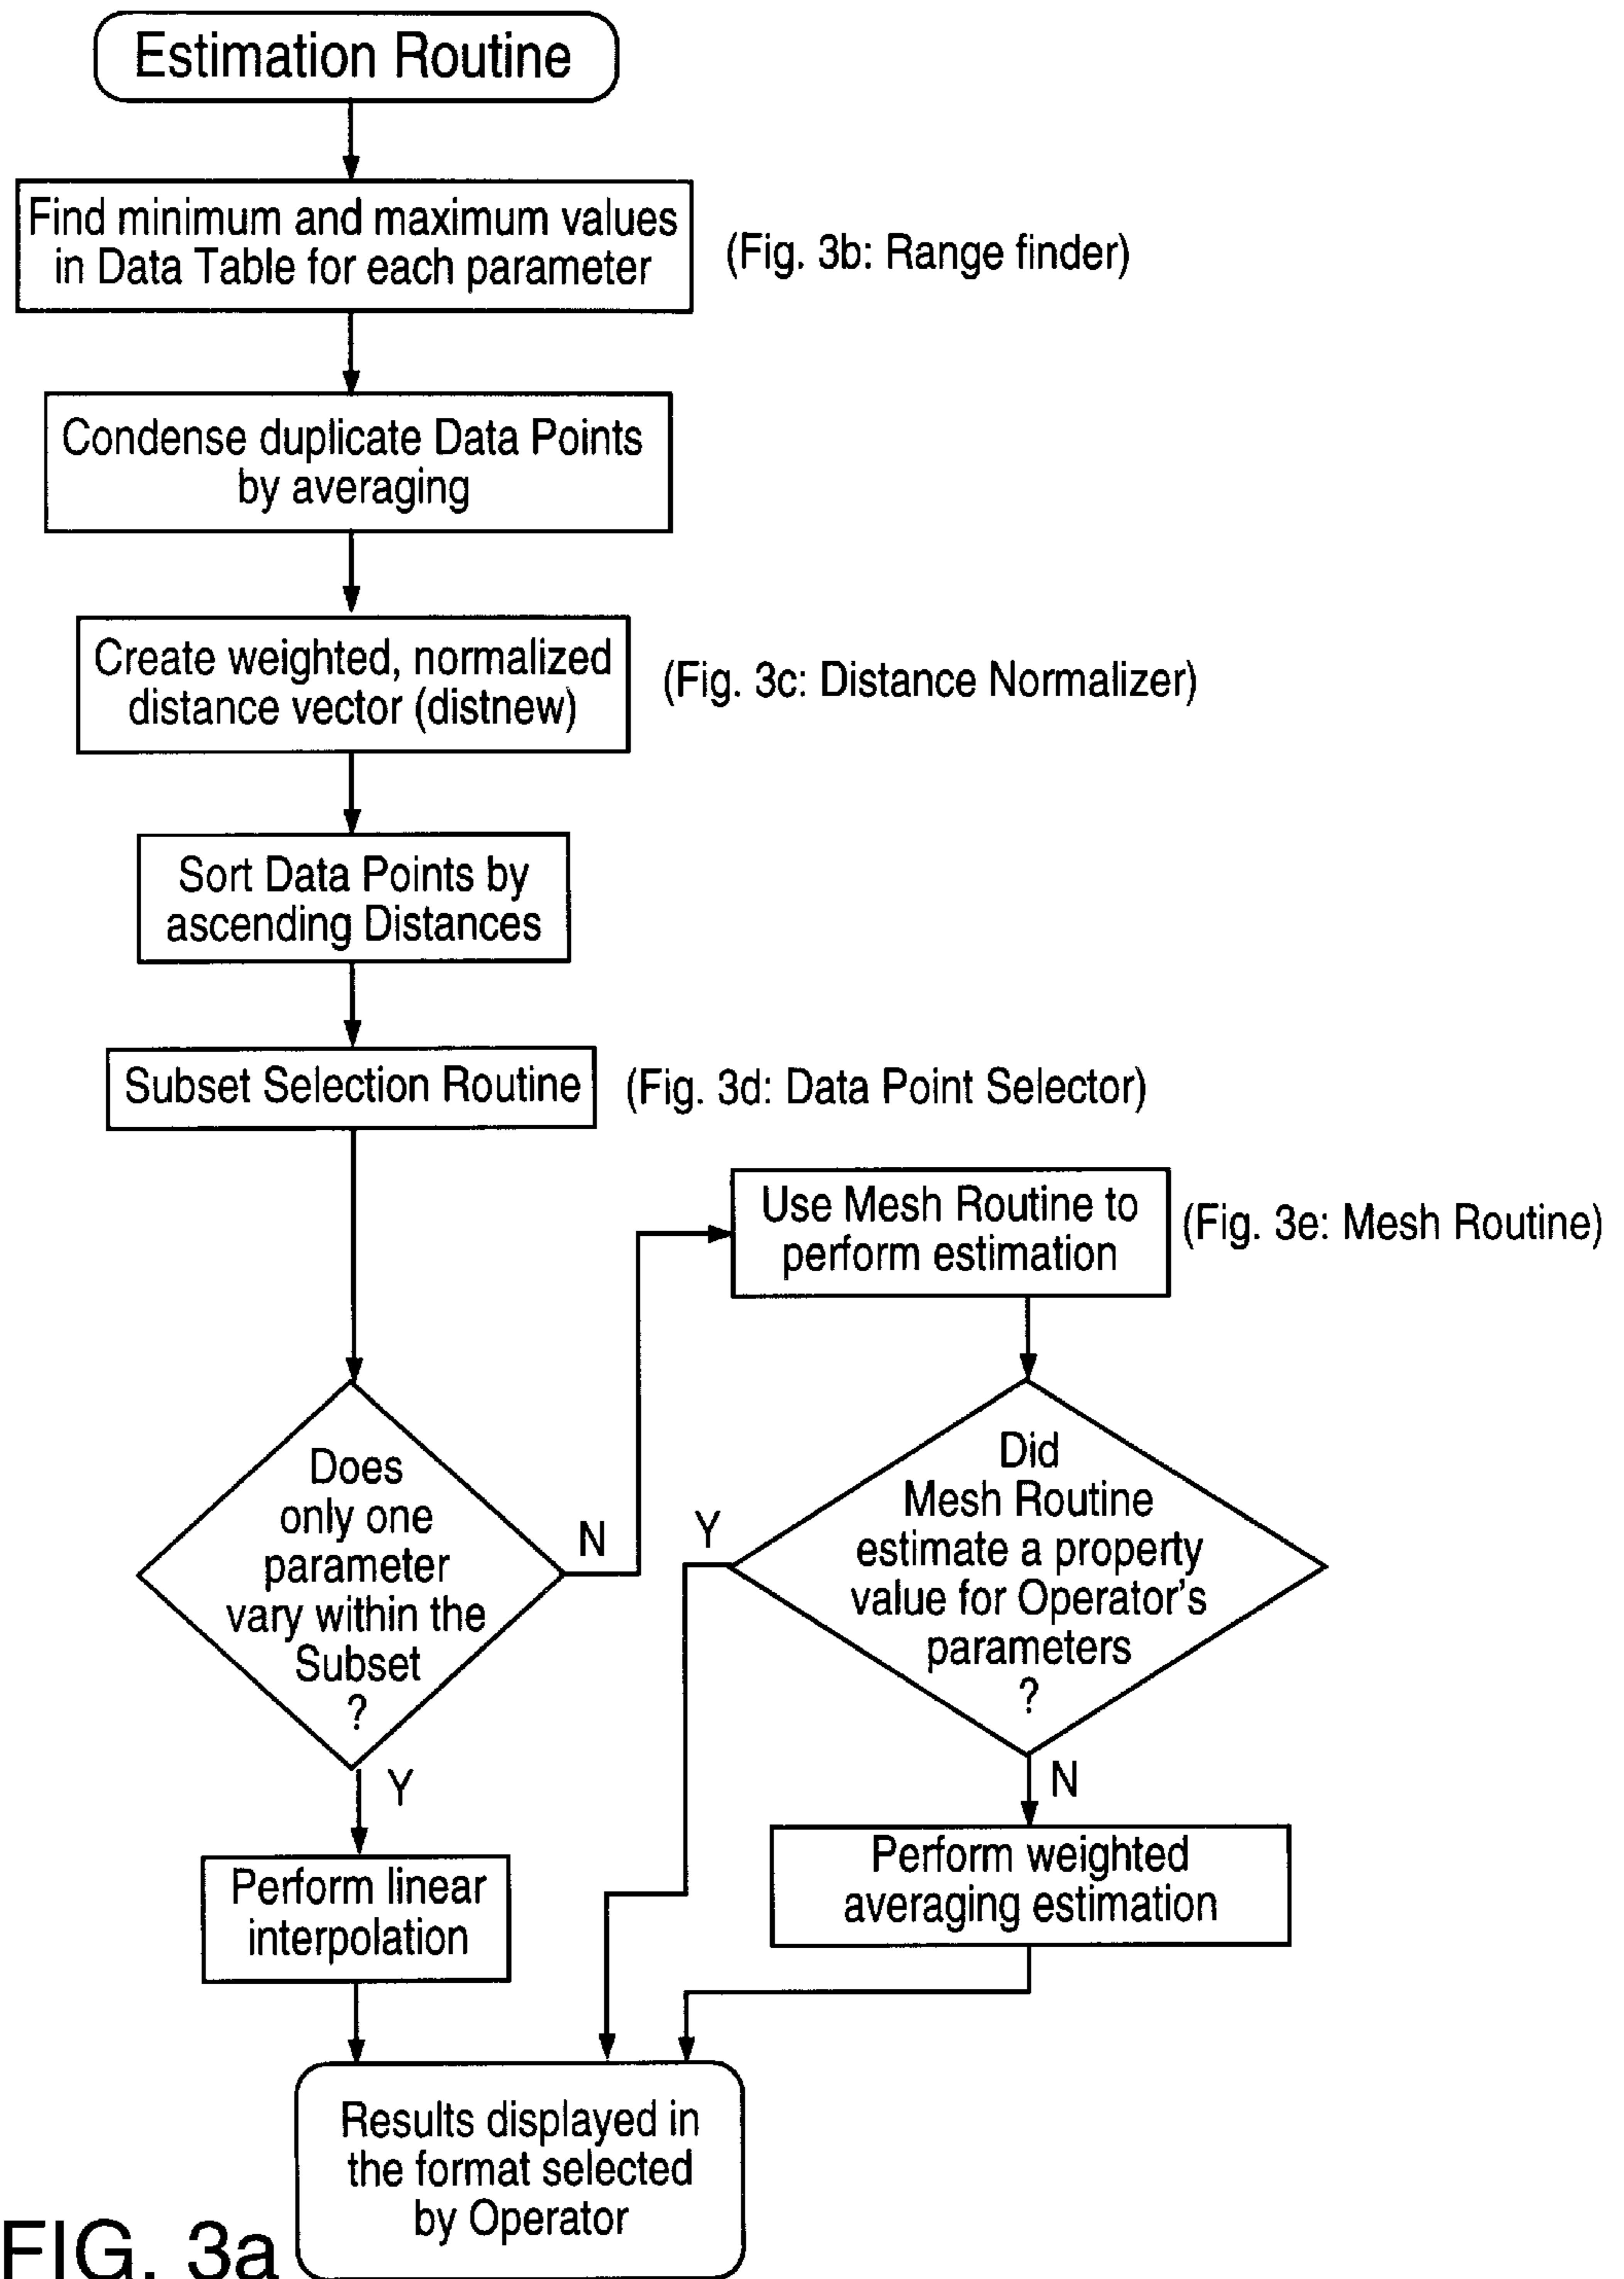 Estimation Routine
Find minimum and maximum values
in Data Table for each parameter
(Fig. 3b: Range finder)
Condense duplicate Data Points
by averaging
Create weighted, normalized
distance vector (distnew)
(Fig. 3c: Distance Normalizer)
Sort Data Points by
ascending Distances
Subset Selection Routine
(Fig. 3d: Data Point Selector)
Use Mesh Routine to
perform estimation
(Fig. 3e: Mesh Routine)
Does
only one
parameter
vary within the
Subset
?
N
Y
Did
Mesh Routine
estimate a property
value for Operator's
parameters
?
Y
N
Perform linear
interpolation
Perform weighted
averaging estimation
Results displayed in
the format selected
by Operator
FIG. 3a